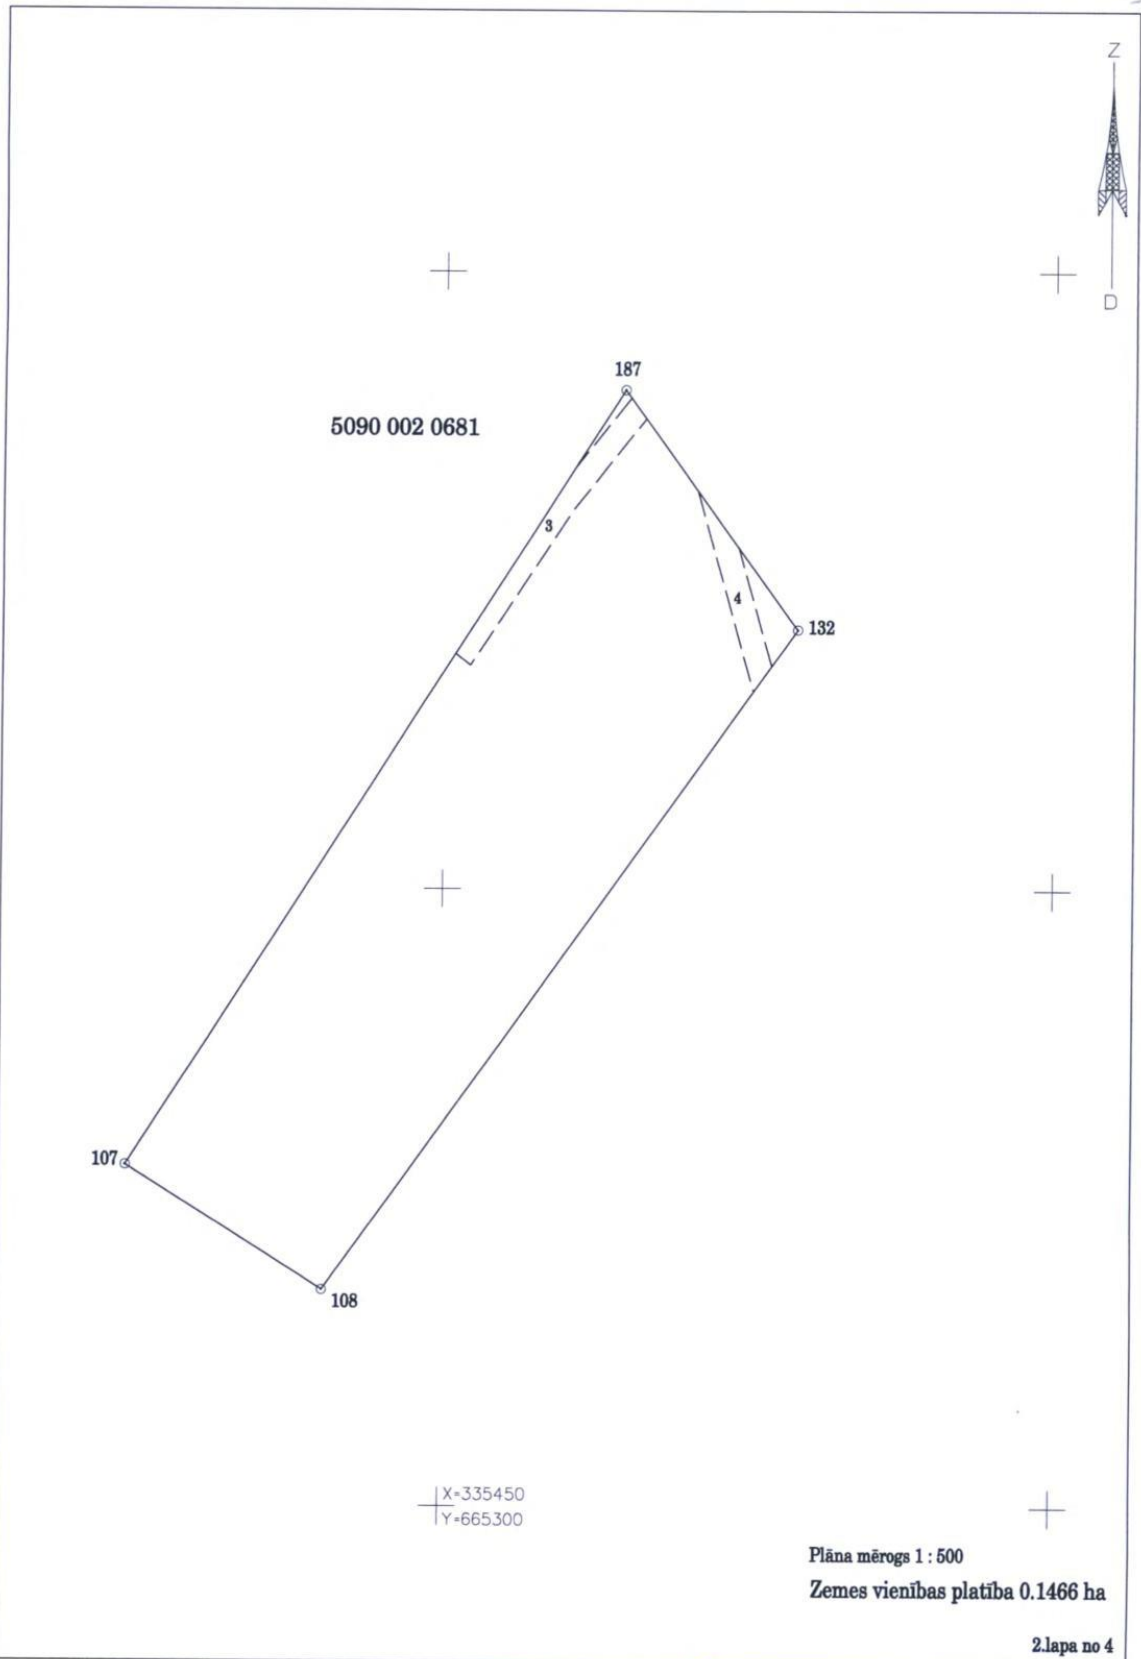 Z
D
187
5090 002 0681
3
4
132
107
108
X=335450
Y=665300
Plāna mērogs 1 : 500
Zemes vienības platība 0.1466 ha
2.lapa no 4